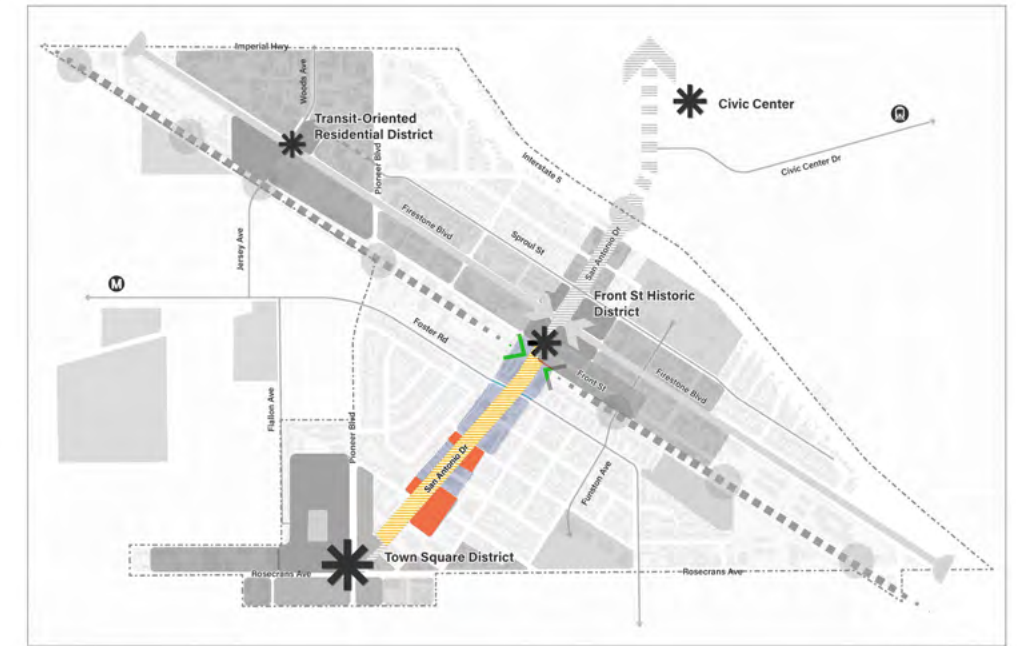 Imperial Hwy
Woods Ave
Civic Center
Transit-Oriented
Residential District
Pioneer Blvd
Interstate 5
Civic Center Dr
Firestone Blvd
Sproul St
San Antonio Dr
Jersey Ave
M
Front St Historic
District
Foster Rd
Front St
Firestone Blvd
Flallon Ave
Pioneer Blvd
San Antonio Dr
Funston Ave
Town Square District
Rosecrans Ave
Rosecrans Ave